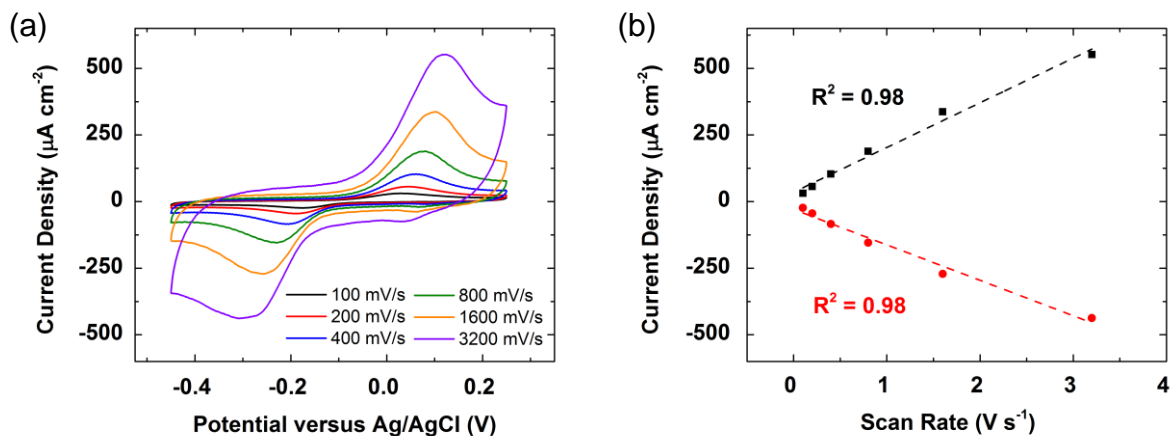 (a)
Current Density (µA cm⁻²)
500
250
0
-250
-500
100 mV/s
200 mV/s
400 mV/s
800 mV/s
1600 mV/s
3200 mV/s
-0.4
-0.2
0.0
0.2
Potential versus Ag/AgCl (V)
(b)
Current Density (µA cm⁻²)
500
250
0
-250
-500
R² = 0.98
R² = 0.98
0
1
2
3
4
Scan Rate (V s⁻¹)